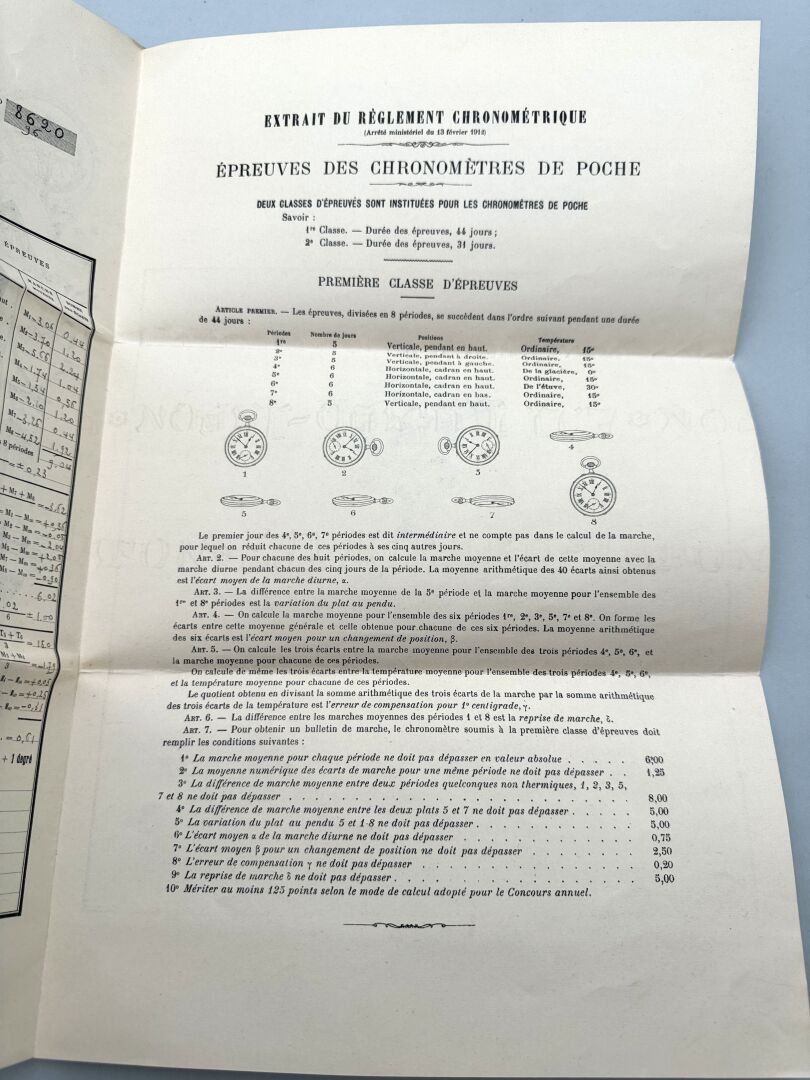 8620
96
ÉPREUVES
M1 = 3,04 0,44
EXTRAIT DU RÈGLEMENT CHRONOMÉTRIQUE
(Arrêté ministériel du 13 février 1912)
ÉPREUVES DES CHRONOMÈTRES DE POCHE
DEUX CLASSES D'ÉPREUVES SONT INSTITUÉES POUR LES CHRONOMÈTRES DE POCHE
Savoir :
1re Classe. — Durée des épreuves, 44 jours ;
2e Classe. — Durée des épreuves, 31 jours.
PREMIÈRE CLASSE D'ÉPREUVES
ARTICLE PREMIER. — Les épreuves, divisées en 8 périodes, se succèdent dans l'ordre suivant pendant une durée
de 44 jours :
Périodes Nombre de jours Positions Température
1re 5 Verticale, pendant en haut. Ordinaire, 15°
2e 5 Verticale, pendant à droite. Ordinaire, 15°
3e 5 Verticale, pendant à gauche. Ordinaire, 15°
4e 6 Horizontale, cadran en haut. De la glacière, 0°
5e 6 Horizontale, cadran en haut. Ordinaire, 15°
6e 6 Horizontale, cadran en haut. De l'étuve, 30°
7e 6 Horizontale, cadran en bas. Ordinaire, 15°
8e 5 Verticale, pendant en haut. Ordinaire, 15°
1 2 3 4
5 6 7 8
Le premier jour des 4e, 5e, 6e, 7e périodes est dit intermédiaire et ne compte pas dans le calcul de la marche,
pour lequel on réduit chacune de ces périodes à ses cinq autres jours.
ART. 2. — Pour chacune des huit périodes, on calcule la marche moyenne et l'écart de cette moyenne avec la
marche diurne pendant chacun des cinq jours de la période. La moyenne arithmétique des 40 écarts ainsi obtenus
est l'écart moyen de la marche diurne, α.
ART. 3. — La différence entre la marche moyenne de la 5e période et la marche moyenne pour l'ensemble des
1re et 8e périodes est la variation du plat au pendu.
ART. 4. — On calcule la marche moyenne pour l'ensemble des six périodes 1re, 2e, 3e, 5e, 7e et 8e. On forme les
écarts entre cette moyenne générale et celle obtenue pour chacune de ces six périodes. La moyenne arithmétique
des six écarts est l'écart moyen pour un changement de position, β.
ART. 5. — On calcule les trois écarts entre la marche moyenne pour l'ensemble des trois périodes 4e, 5e, 6e, et
la marche moyenne pour chacune de ces périodes.
On calcule de même les trois écarts entre la température moyenne pour l'ensemble des trois périodes 4e, 5e, 6e,
et la température moyenne pour chacune de ces périodes.
Le quotient obtenu en divisant la somme arithmétique des trois écarts de la marche par la somme arithmétique
des trois écarts de la température est l'erreur de compensation pour 1° centigrade, γ.
ART. 6. — La différence entre les marches moyennes des périodes 1 et 8 est la reprise de marche, δ.
ART. 7. — Pour obtenir un bulletin de marche, le chronomètre soumis à la première classe d'épreuves doit
remplir les conditions suivantes :
1° La marche moyenne pour chaque période ne doit pas dépasser en valeur absolue . . . . . 6,00
2° La moyenne numérique des écarts de marche pour une même période ne doit pas dépasser . . 1,25
3° La différence de marche moyenne entre deux périodes quelconques non thermiques, 1, 2, 3, 5,
7 et 8 ne doit pas dépasser . . . . . . . . . . . . . . . . . . . . . 8,00
4° La différence de marche moyenne entre les deux plats 5 et 7 ne doit pas dépasser . . . . . 5,00
5° La variation du plat au pendu 5 et 1-8 ne doit pas dépasser . . . . . . . . . . 5,00
6° L'écart moyen α de la marche diurne ne doit pas dépasser . . . . . . . . . . 0,75
7° L'écart moyen β pour un changement de position ne doit pas dépasser . . . . . . . 2,50
8° L'erreur de compensation γ ne doit pas dépasser . . . . . . . . . . . . . 0,20
9° La reprise de marche δ ne doit pas dépasser . . . . . . . . . . . . . . 5,00
10° Mériter au moins 125 points selon le mode de calcul adopté pour le Concours annuel.
8 périodes
+ 1 degré